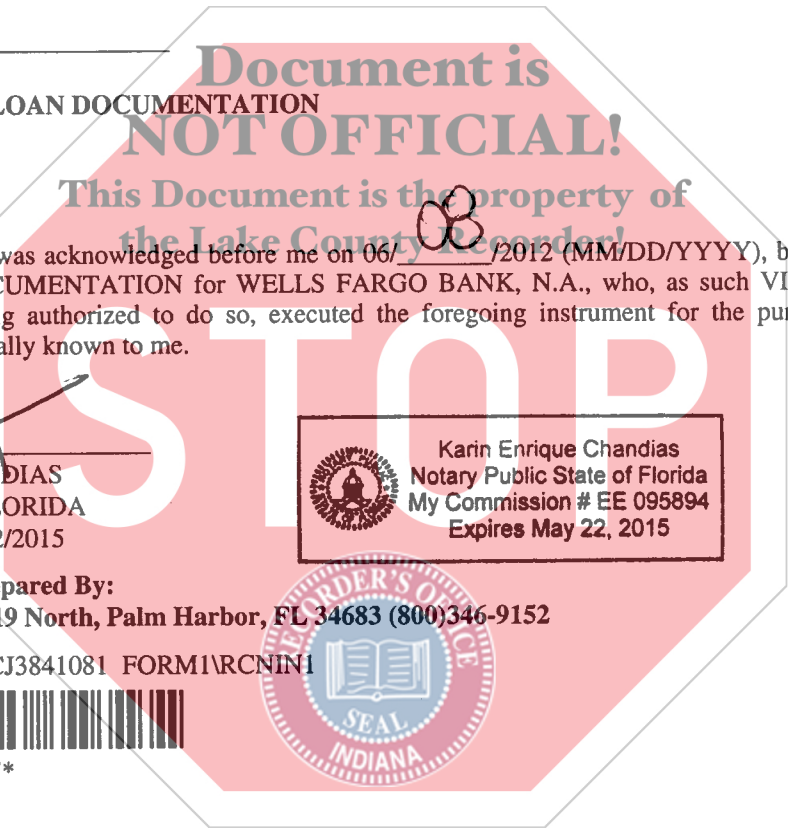 Document is
LOAN DOCUMENTATION
NOT OFFICIAL!
This Document is the property of
the Lake County Recorder!
was acknowledged before me on 06/08/2012 (MM/DD/YYYY), b
CUMENTATION for WELLS FARGO BANK, N.A., who, as such VI
g authorized to do so, executed the foregoing instrument for the pur
ally known to me.
STOP
DIAS
ORIDA
2/2015
Karin Enrique Chandias
Notary Public State of Florida
My Commission # EE 095894
Expires May 22, 2015
pared By:
19 North, Palm Harbor, FL 34683 (800)346-9152
CJ3841081 FORM1\RCNIN1
*
RECORDER'S OFFICE
SEAL
INDIANA